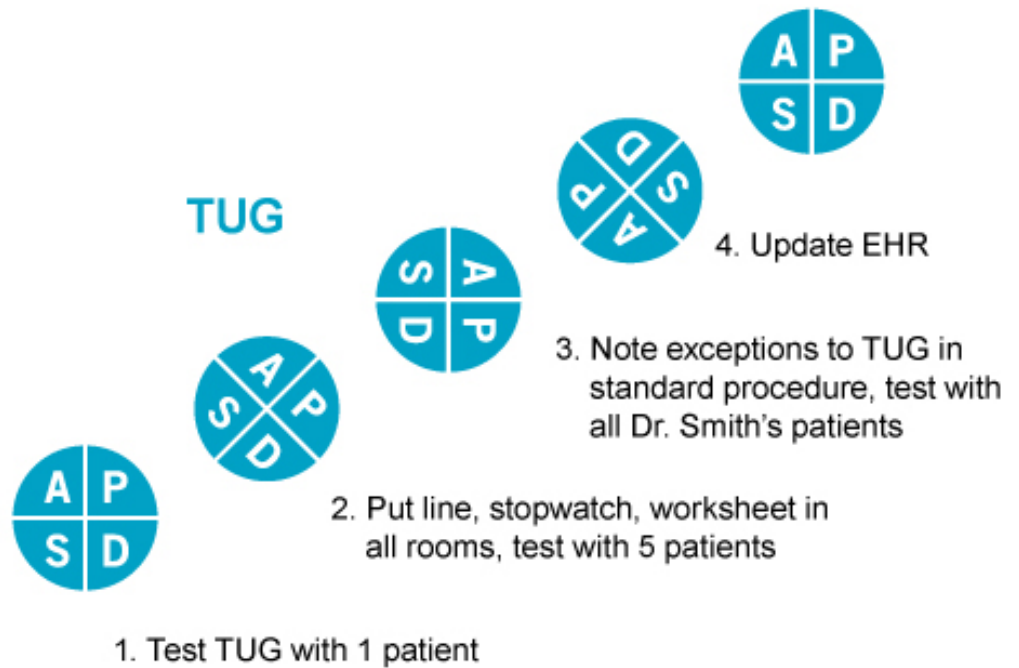 A P
S D
D
P S
A
TUG
4. Update EHR
S A
D P
3. Note exceptions to TUG in
standard procedure, test with
all Dr. Smith's patients
A
S P
D
A P
S D
2. Put line, stopwatch, worksheet in
all rooms, test with 5 patients
1. Test TUG with 1 patient